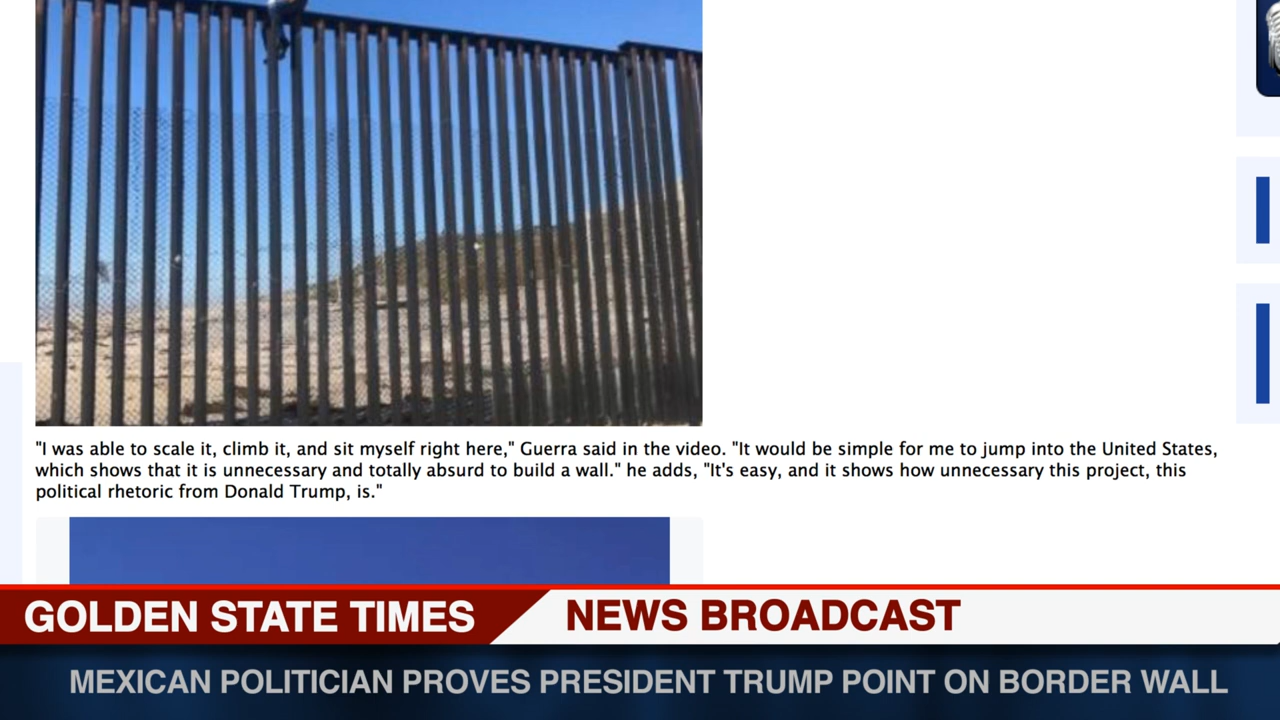 "I was able to scale it, climb it, and sit myself right here," Guerra said in the video. "It would be simple for me to jump into the United States,
which shows that it is unnecessary and totally absurd to build a wall." he adds, "It's easy, and it shows how unnecessary this project, this
political rhetoric from Donald Trump, is."
GOLDEN STATE TIMES
NEWS BROADCAST
MEXICAN POLITICIAN PROVES PRESIDENT TRUMP POINT ON BORDER WALL